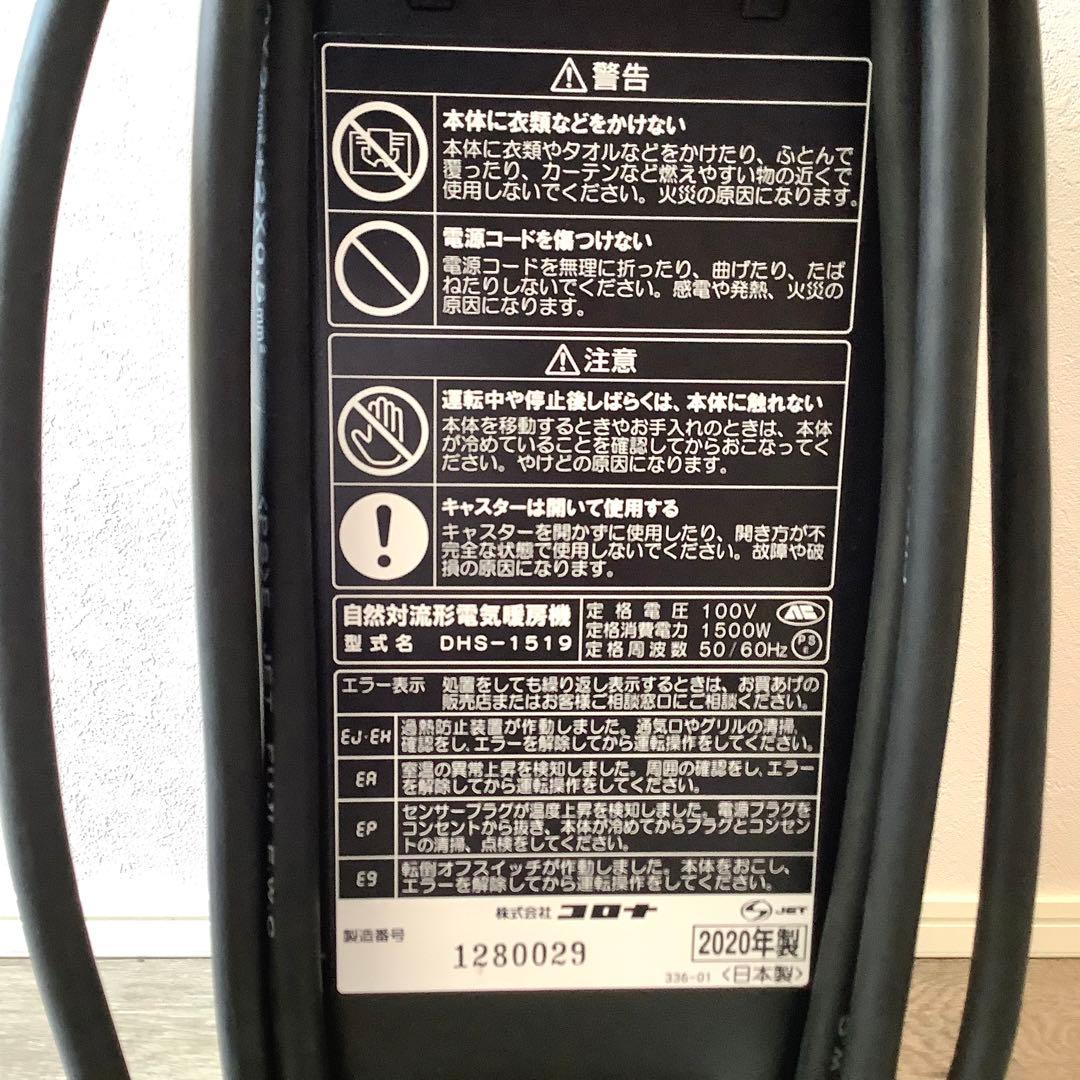 警告
本体に衣類などをかけない
本体に衣類やタオルなどをかけたり、ふとんで
覆ったり、カーテンなど燃えやすい物の近くで
使用しないでください。火災の原因になります。
電源コードを傷つけない
電源コードを無理に折ったり、曲げたり、たば
ねたりしないでください。感電や発熱、火災の
原因になります。
注意
運転中や停止後しばらくは、本体に触れない
本体を移動するときやお手入れのときは、本体
が冷めていることを確認してからおこなってく
ださい。やけどの原因になります。
キャスターは開いて使用する
キャスターを開かずに使用したり、開き方が不
完全な状態で使用しないでください。故障や破
損の原因になります。
自然対流形電気暖房機
型式名 DHS-1519
定格電圧 100V
定格消費電力 1500W
定格周波数 50/60Hz
PS
E
エラー表示 処置をしても繰り返し表示するときは、お買あげの
販売店またはお客様ご相談窓口にご相談ください。
EJ・EH 過熱防止装置が作動しました。通気口やグリルの清掃、
確認をし、エラーを解除してから運転操作をしてください。
EA 室温の異常上昇を検知しました。周囲の確認をし、エラー
を解除してから運転操作をしてください。
EP センサープラグが温度上昇を検知しました。電源プラグを
コンセントから抜き、本体が冷めてからプラグとコンセン
トの清掃、点検をしてください。
E9 転倒オフスイッチが作動しました。本体をおこし、
エラーを解除してから運転操作をしてください。
株式会社 コロナ
JET
製造番号
1280029
2020年製
336-01 〈日本製〉